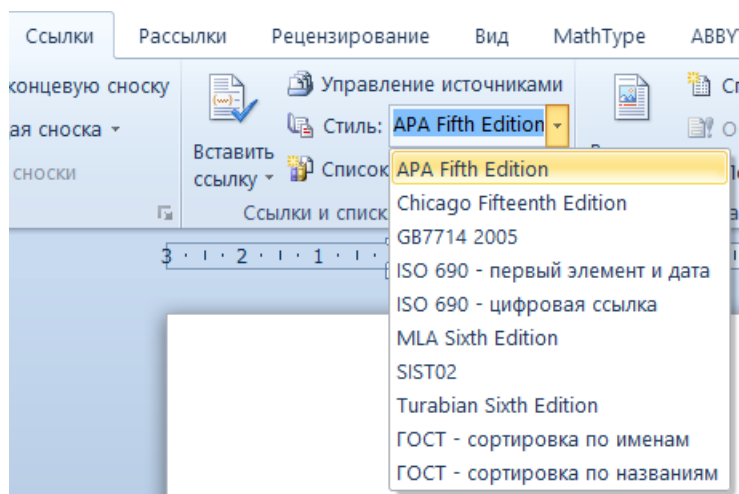 Ссылки Рассылки Рецензирование Вид MathType ABBY
концевую сноску
Управление источниками
ая сноска
Стиль: APA Fifth Edition
Вставить
ссылку
Список
сноски
Ссылки и списк
APA Fifth Edition
Chicago Fifteenth Edition
GB7714 2005
ISO 690 - первый элемент и дата
ISO 690 - цифровая ссылка
MLA Sixth Edition
SIST02
Turabian Sixth Edition
ГОСТ - сортировка по именам
ГОСТ - сортировка по названиям
3 2 1